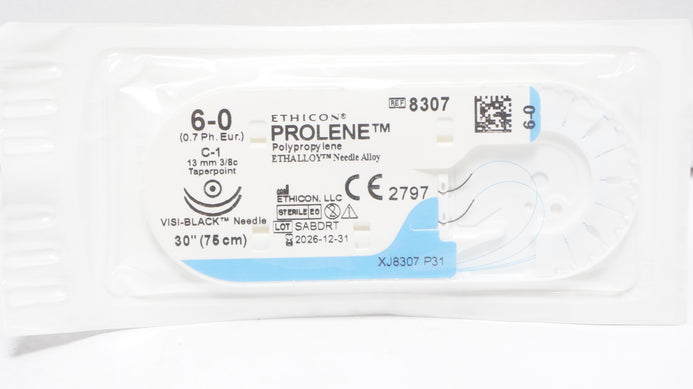 6-0
(0.7 Ph. Eur.)
C-1
13 mm 3/8c
Taperpoint
VISI-BLACK™ Needle
30" (75 cm)
ETHICON®
PROLENE™
Polypropylene
ETHALLOY™ Needle Alloy
ETHICON, LLC
STERILE EO
LOT SABDRT
2026-12-31
CE 2797
REF 8307
6-0
XJ8307 P31